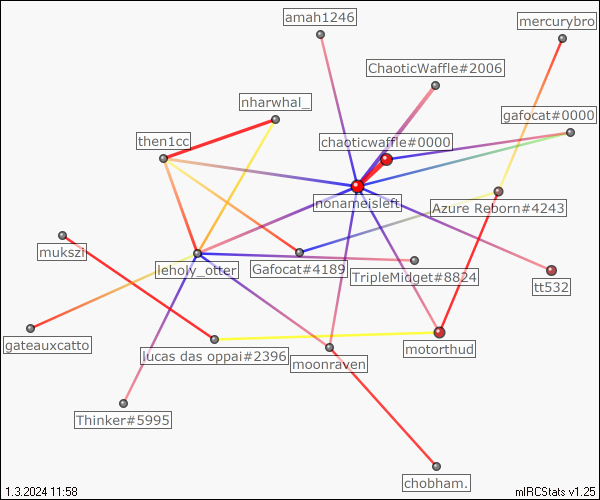 amah1246
mercurybro
ChaoticWaffle#2006
nharwhal_
gafocat#0000
then1cc
chaoticwaffle#0000
nonameisleft
Azure Reborn#4243
mukszi
leholy_otter
Gafocat#4189
TripleMidget#8824
tt532
gateauxcatto
lucas das oppai#2396
moonraven
motorthud
Thinker#5995
chobham.
1.3.2024 11:58
mIRCStats v1.25